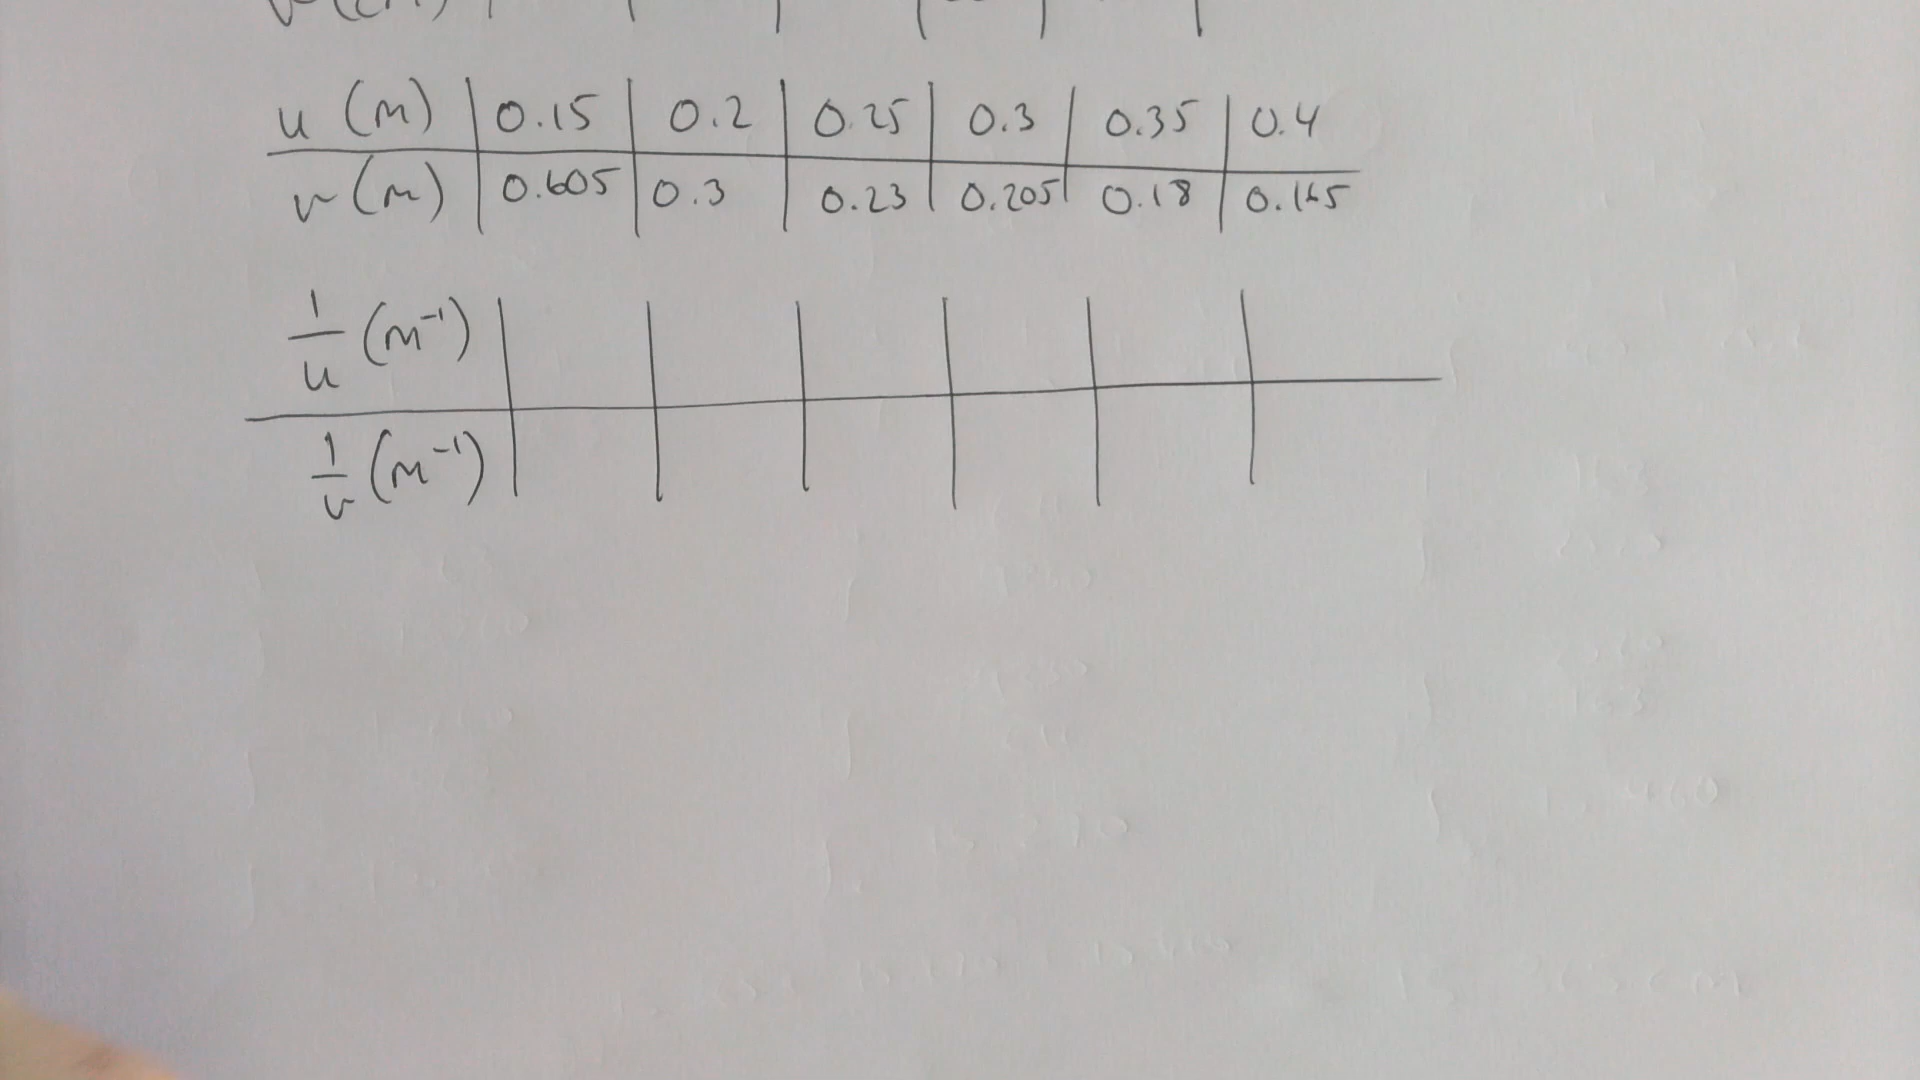 u (m) | 0.15 | 0.2 | 0.25 | 0.3 | 0.35 | 0.4
v (m) | 0.605 | 0.3 | 0.23 | 0.205 | 0.18 | 0.165
1/u (m⁻¹)
1/v (m⁻¹)